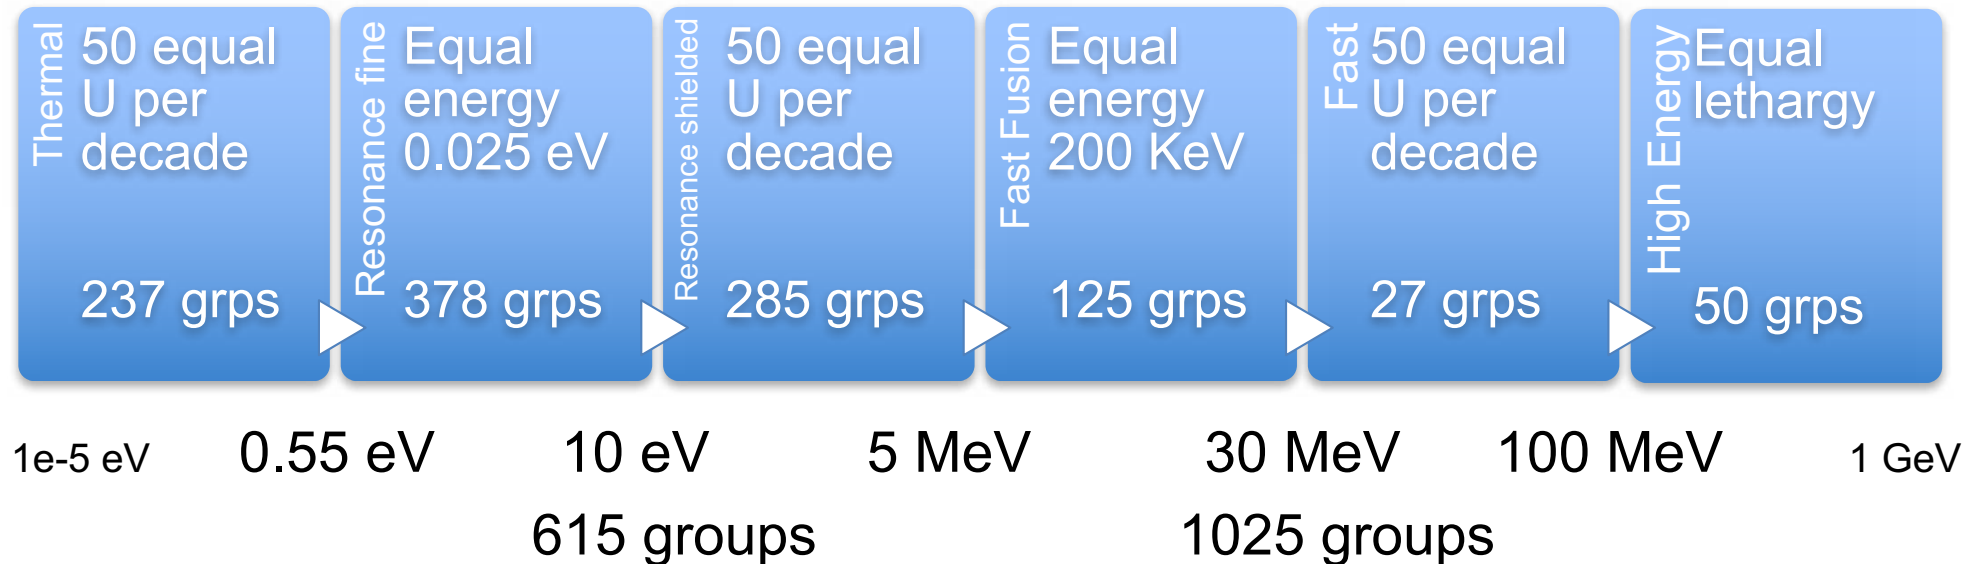 Thermal
50 equal
U per
decade
237 grps
Resonance fine
Equal
energy
0.025 eV
378 grps
Resonance shielded
50 equal
U per
decade
285 grps
Fast Fusion
Equal
energy
200 KeV
125 grps
Fast
50 equal
U per
decade
27 grps
High Energy
Equal
lethargy
50 grps
1e-5 eV 0.55 eV 10 eV 5 MeV 30 MeV 100 MeV 1 GeV
615 groups 1025 groups